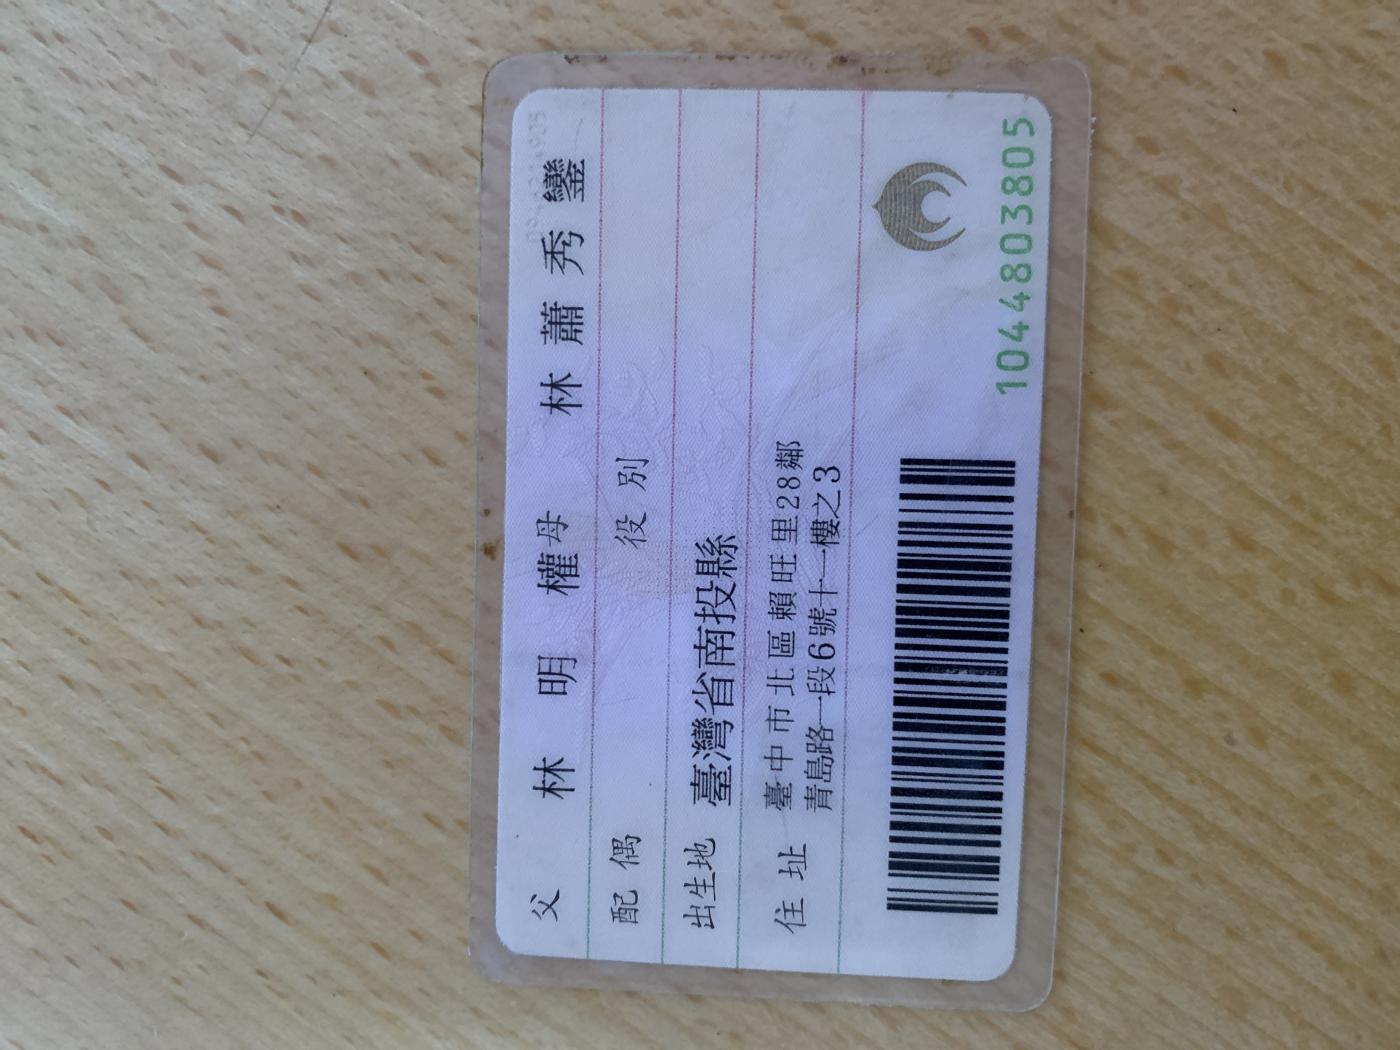 父 林明權 母 林蕭秀鑾
配偶 役別
出生地 臺灣省南投縣
住址 臺中市北區賴旺里28鄰
青島路一段6號十一樓之3
1044803805